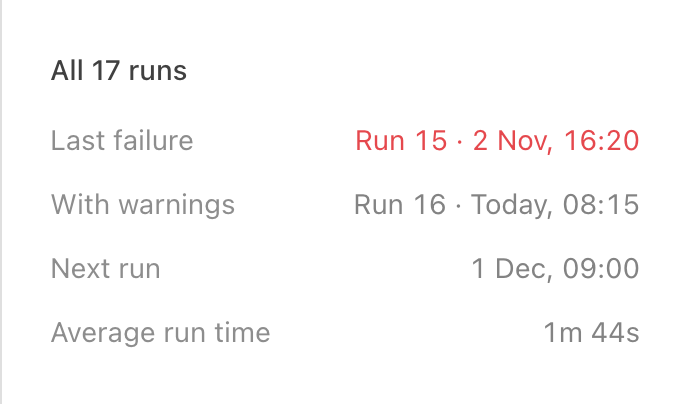 All 17 runs
Last failure Run 15 · 2 Nov, 16:20
With warnings Run 16 · Today, 08:15
Next run 1 Dec, 09:00
Average run time 1m 44s